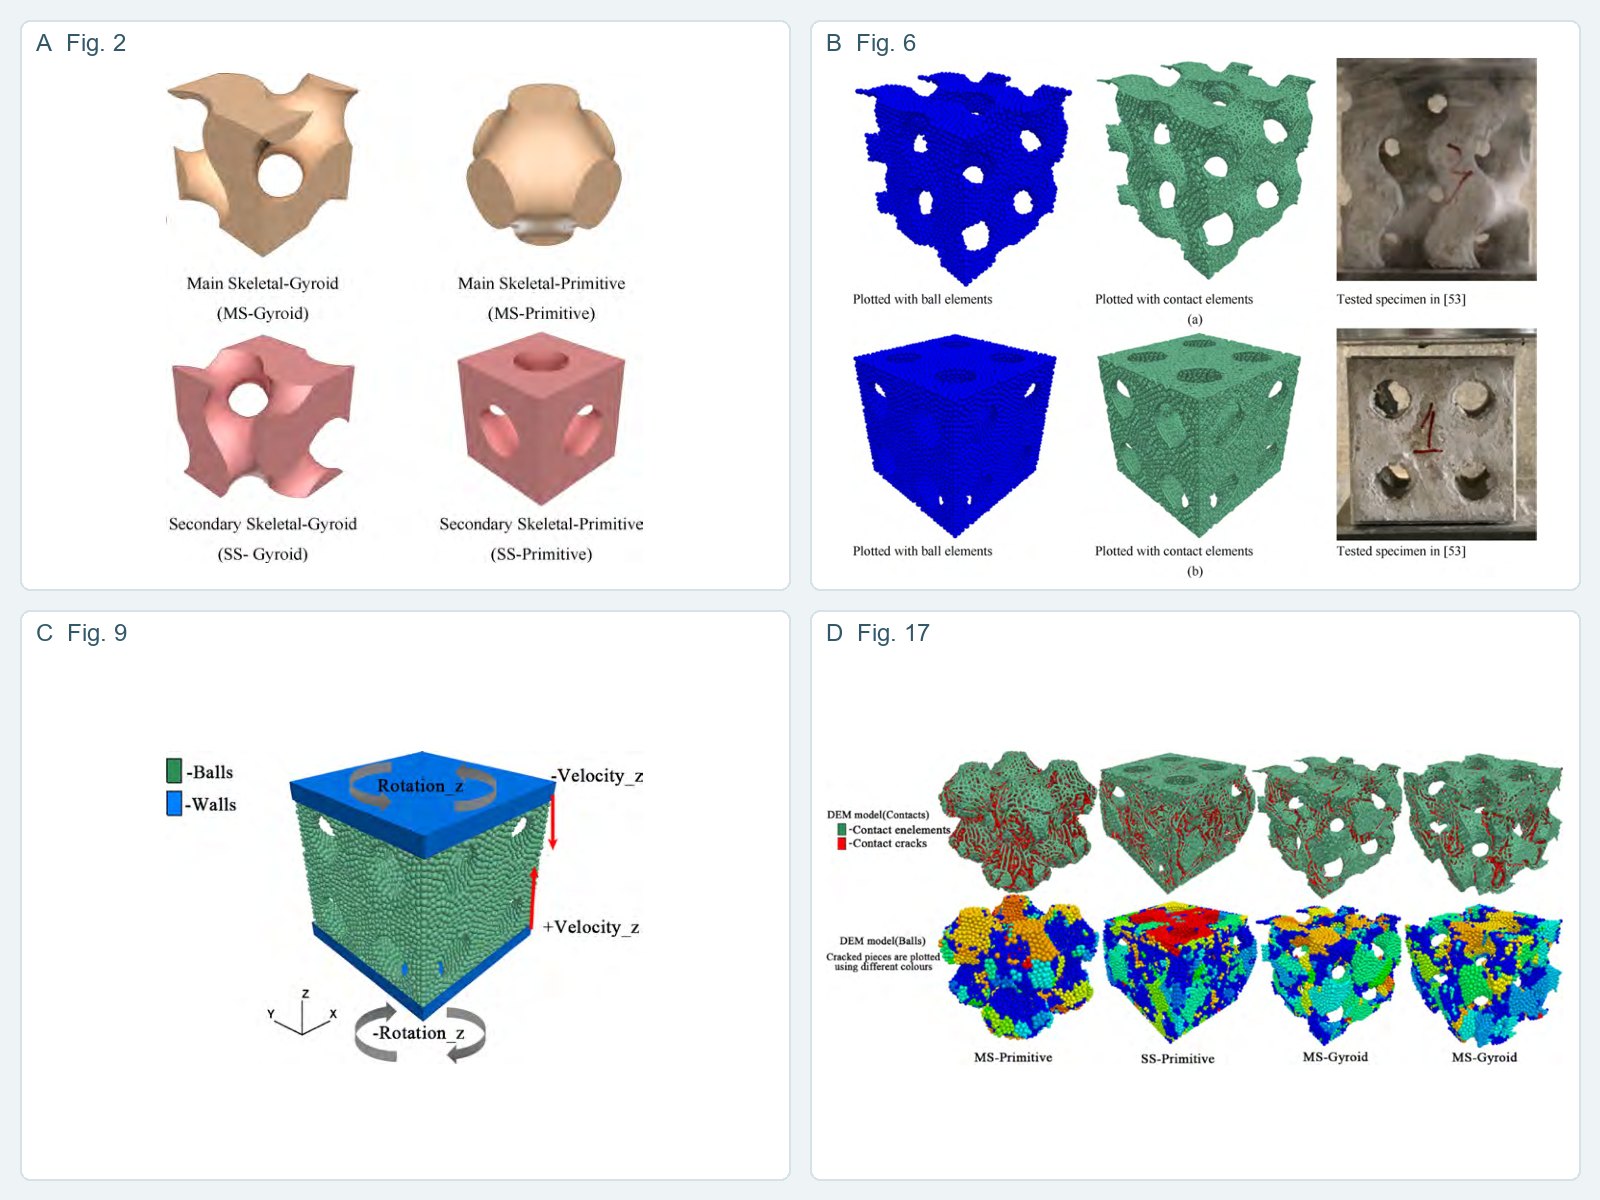 A Fig. 2
Main Skeletal-Gyroid
(MS-Gyroid)
Main Skeletal-Primitive
(MS-Primitive)
Secondary Skeletal-Gyroid
(SS- Gyroid)
Secondary Skeletal-Primitive
(SS-Primitive)
B Fig. 6
Plotted with ball elements
Plotted with contact elements
Tested specimen in [53]
(a)
1
Plotted with ball elements
Plotted with contact elements
Tested specimen in [53]
(b)
C Fig. 9
-Balls
-Walls
Rotation_z
-Velocity_z
+Velocity_z
Z
Y
X
-Rotation_z
D Fig. 17
DEM model(Contacts)
-Contact enelements
-Contact cracks
DEM model(Balls)
Cracked pieces are plotted
using different colours
MS-Primitive
SS-Primitive
MS-Gyroid
MS-Gyroid